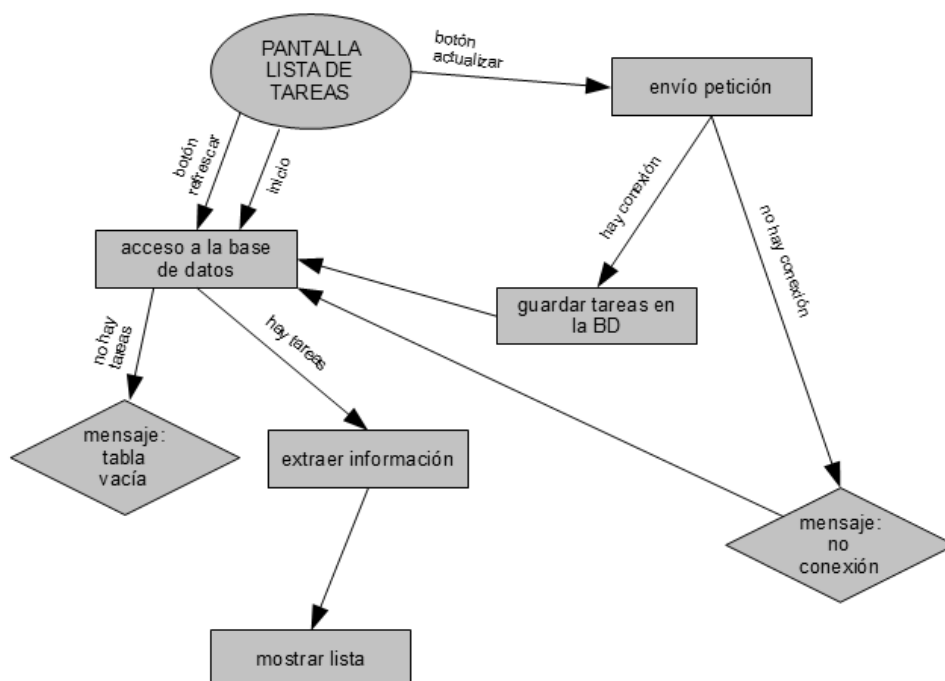 PANTALLA
LISTA DE
TAREAS
botón
actualizar
envío petición
botón
refrescar
inicio
hay conexión
no hay conexión
acceso a la base
de datos
guardar tareas en
la BD
no hay
tareas
hay tareas
mensaje:
tabla
vacía
extraer información
mensaje:
no
conexión
mostrar lista